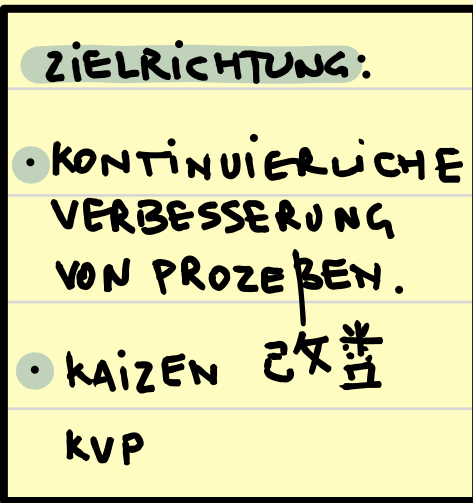 ZiELRiCHTUNG:
• KONTiNUiERLiCHE
VERBESSERUNG
VON PROZEßEN.
• KAiZEN 改善
KVP